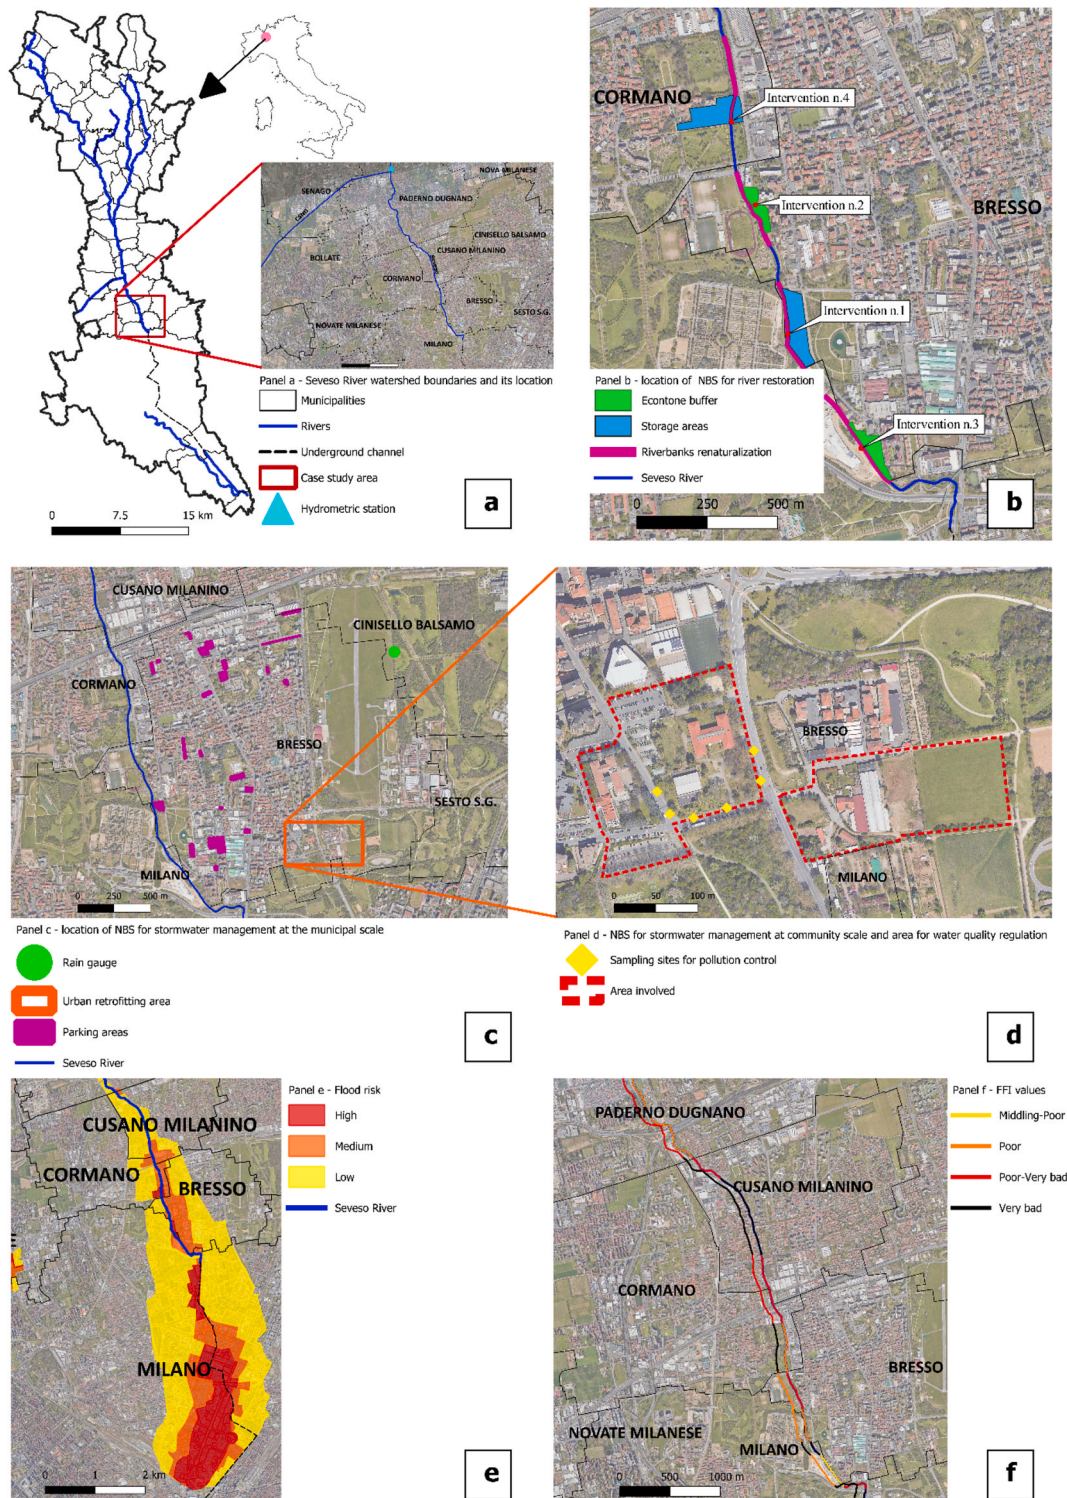 SENAGO
NOVA MILANESE
PADERNO DUGNANO
CINISELLO BALSAMO
CUSANO MILANINO
BOLLATE
CORMANO
BRESSO
SESTO S.G.
NOVATE MILANESE
MILANO
Panel a - Seveso River watershed boundaries and its location
Municipalities
Rivers
Underground channel
Case study area
Hydrometric station
0 7.5 15 km
a
CORMANO
Intervention n.4
Intervention n.2
BRESSO
Intervention n.1
Intervention n.3
Panel b - location of NBS for river restoration
Econtone buffer
Storage areas
Riverbanks renaturalization
Seveso River
0 250 500 m
b
CUSANO MILANINO
CINISELLO BALSAMO
CORMANO
BRESSO
SESTO S.G.
MILANO
0 250 500 m
Panel c - location of NBS for stormwater management at the municipal scale
Rain gauge
Urban retrofitting area
Parking areas
Seveso River
c
BRESSO
MILANO
0 50 100 m
Panel d - NBS for stormwater management at community scale and area for water quality regulation
Sampling sites for pollution control
Area involved
d
Panel e - Flood risk
High
Medium
Low
Seveso River
CUSANO MILANINO
CORMANO
BRESSO
MILANO
0 1 2 km
e
Panel f - FFI values
Middling-Poor
Poor
Poor-Very bad
Very bad
PADERNO DUGNANO
CUSANO MILANINO
CORMANO
BRESSO
NOVATE MILANESE
MILANO
0 500 1000 m
f